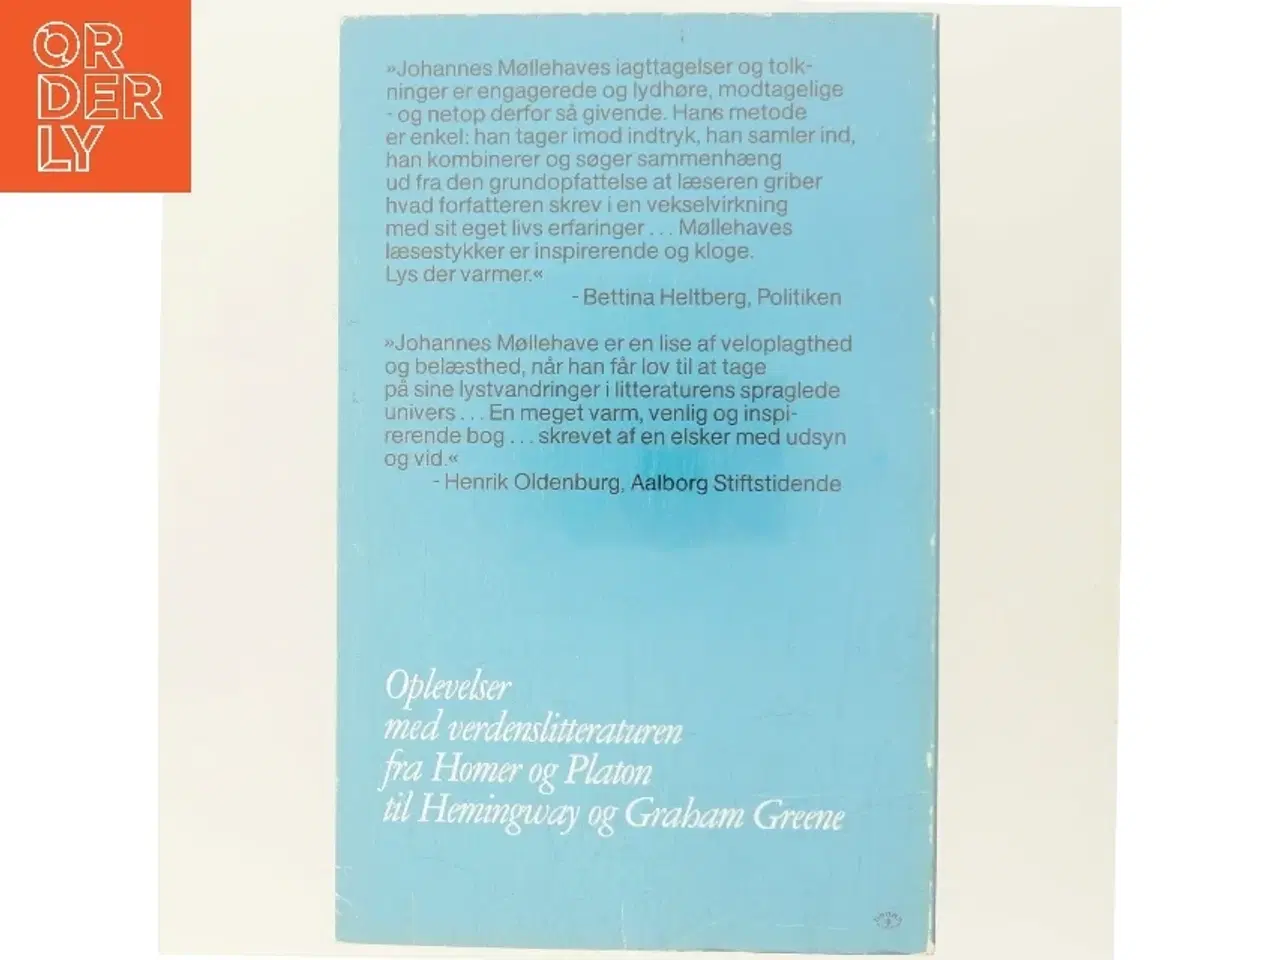 ORDERLY
»Johannes Møllehaves iagttagelser og tolk-
ninger er engagerede og lydhøre, modtagelige
- og netop derfor så givende. Hans metode
er enkel: han tager imod indtryk, han samler ind,
han kombinerer og søger sammenhæng
ud fra den grundopfattelse at læseren griber
hvad forfatteren skrev i en vekselvirkning
med sit eget livs erfaringer... Møllehaves
læsestykker er inspirerende og kloge.
Lys der varmer.«
- Bettina Heltberg, Politiken
»Johannes Møllehave er en lise af veloplagthed
og belæsthed, når han får lov til at tage
på sine lystvandringer i litteraturens spraglede
univers... En meget varm, venlig og inspi-
rerende bog... skrevet af en elsker med udsyn
og vid.«
- Henrik Oldenburg, Aalborg Stiftstidende
Oplevelser
med verdenslitteraturen
fra Homer og Platon
til Hemingway og Graham Greene